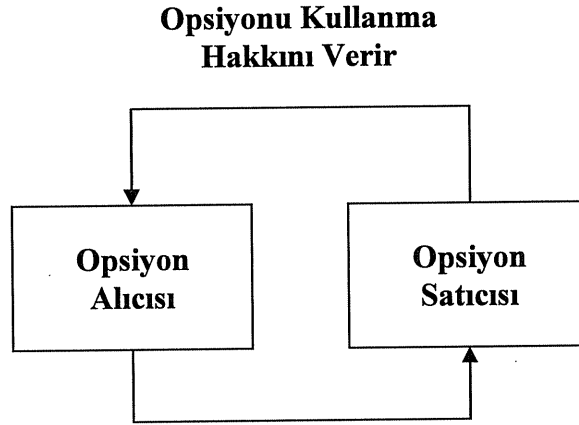 Opsiyonu Kullanma
Hakkını Verir
Opsiyon
Alıcısı
Opsiyon
Satıcısı